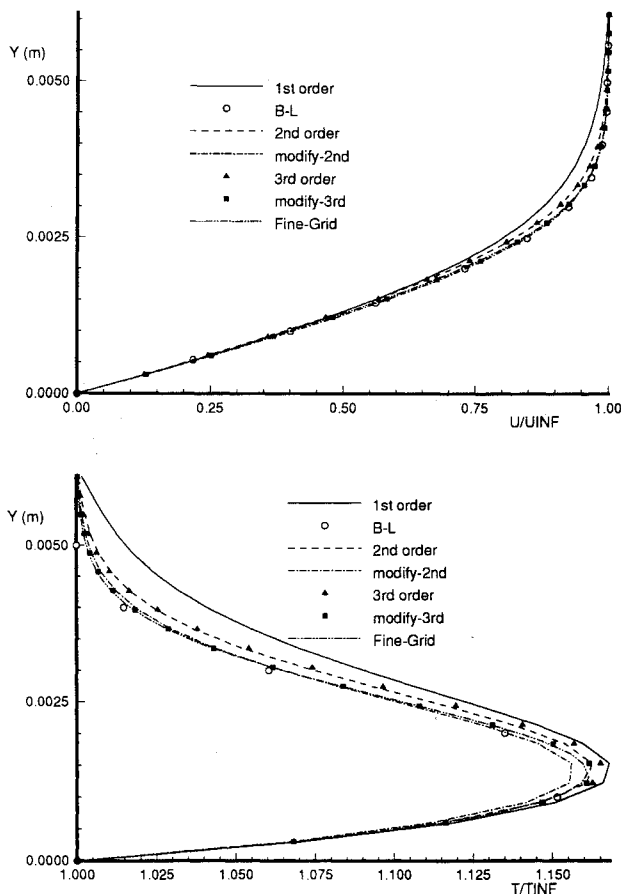 Y (m)
0.0050
1st order
B-L
2nd order
modify-2nd
3rd order
modify-3rd
Fine-Grid
0.0025
0.0000
0.00
0.25
0.50
0.75
1.00
U/UINF
Y (m)
1st order
B-L
0.0050
2nd order
modify-2nd
3rd order
modify-3rd
Fine-Grid
0.0025
0.0000
1.000
1.025
1.050
1.075
1.100
1.125
1.150
T/TINF